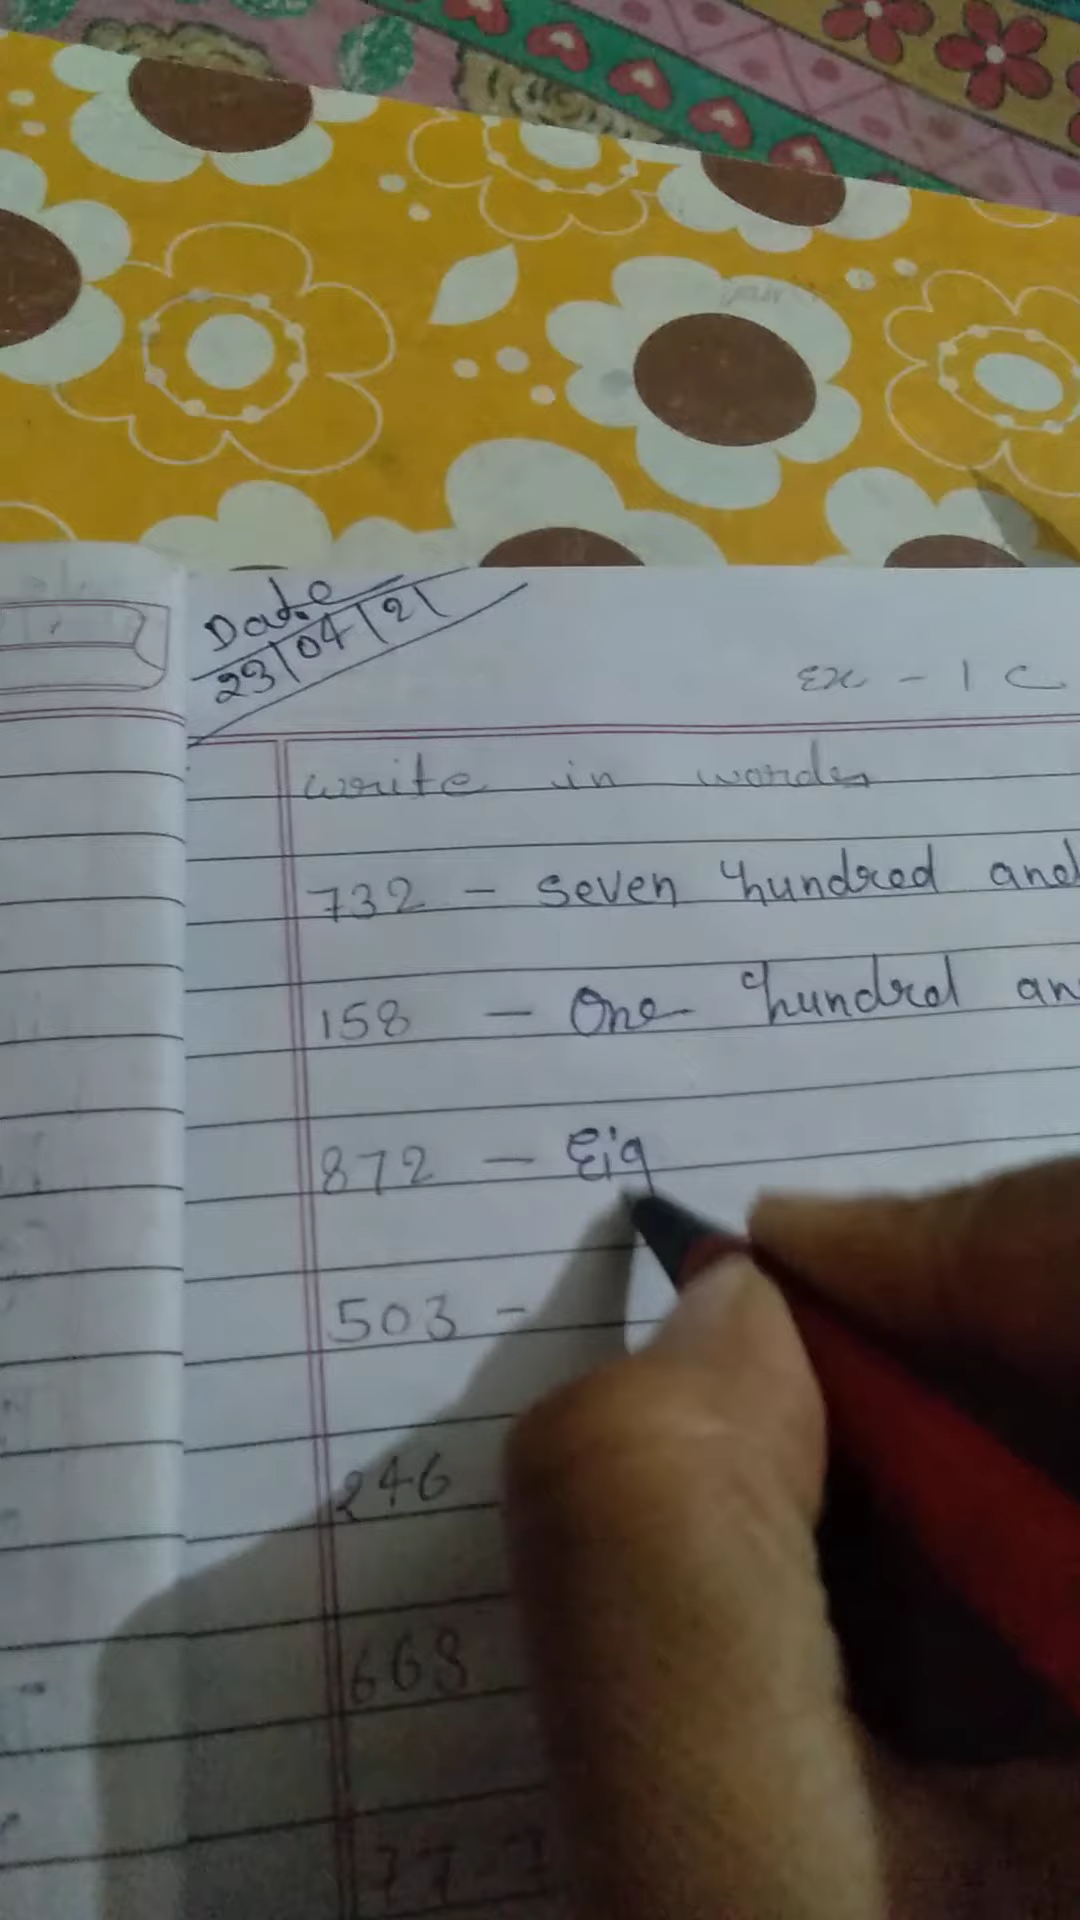 Date
23/04/21
Ex - 1 C
write in words
732 - Seven hundred and
158 - One hundred an
872 - Eig
503 -
246
668